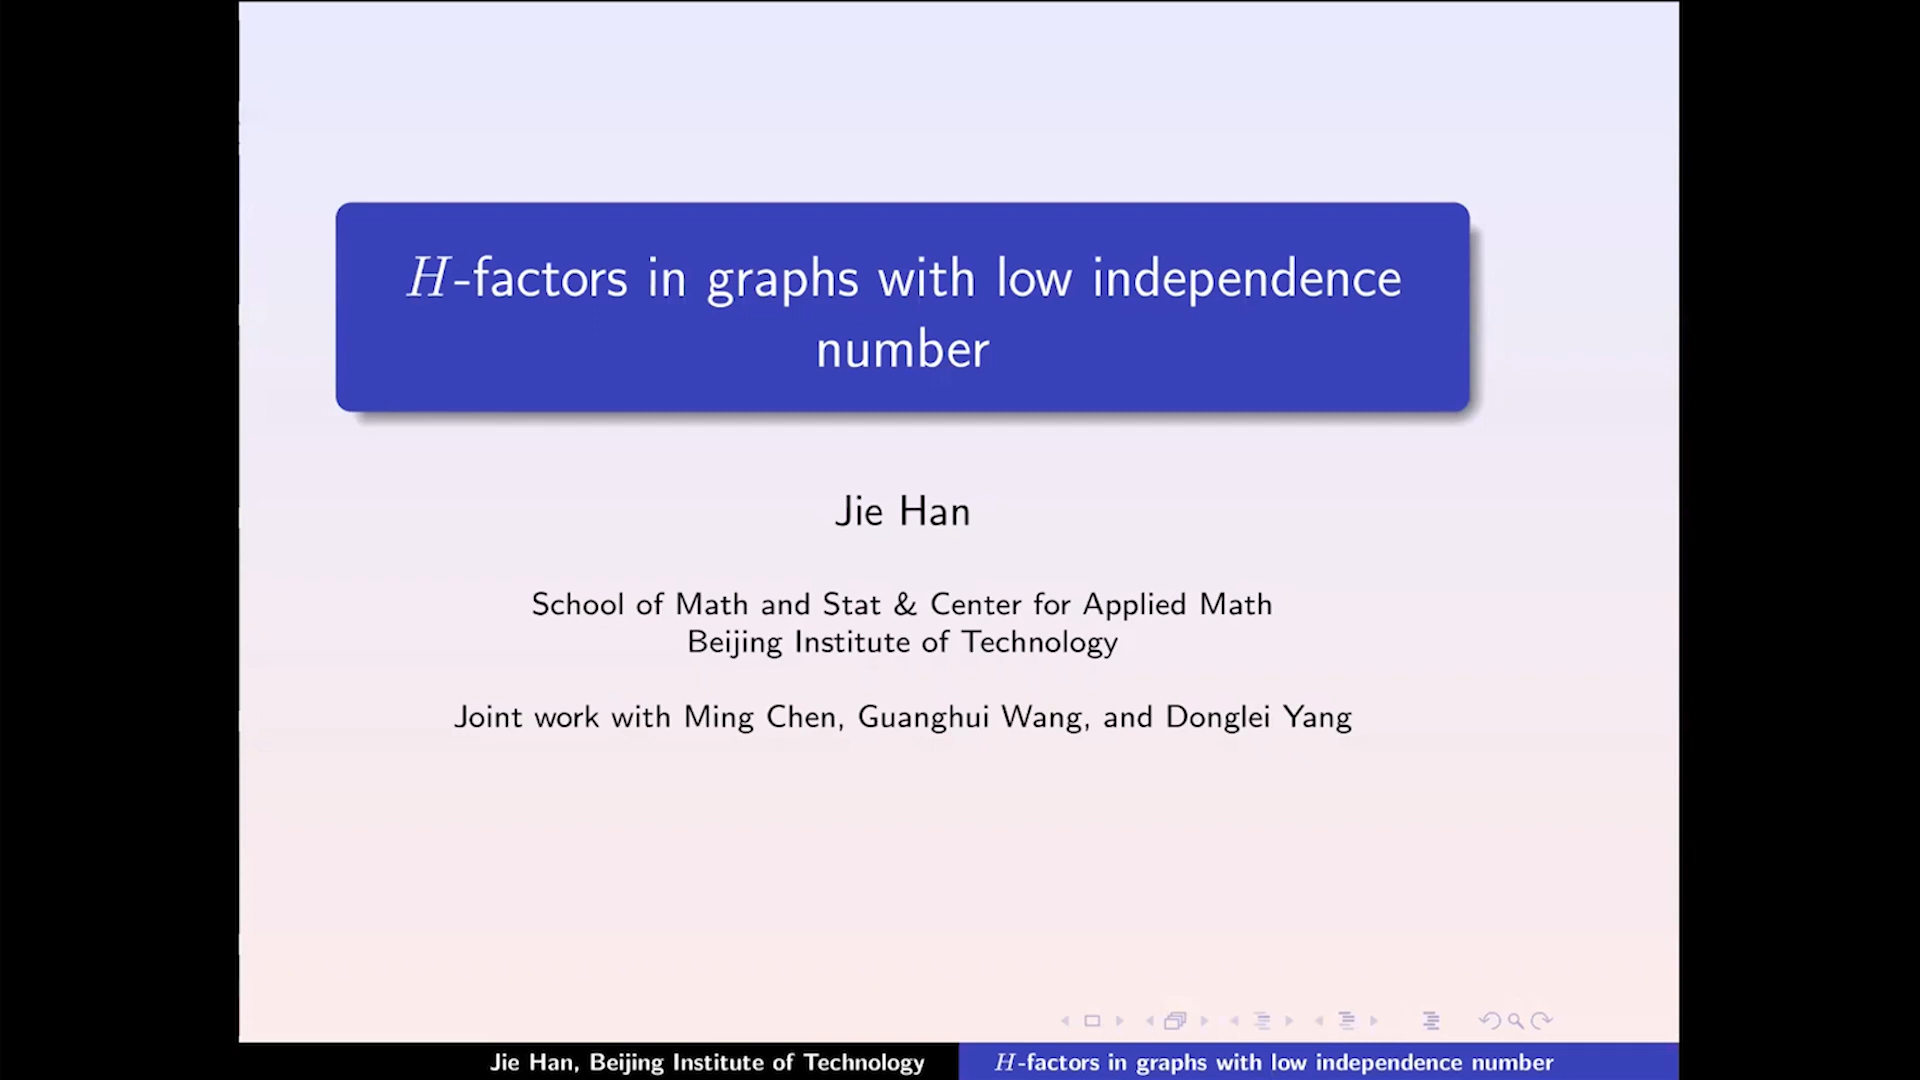 H-factors in graphs with low independence
number
Jie Han
School of Math and Stat & Center for Applied Math
Beijing Institute of Technology
Joint work with Ming Chen, Guanghui Wang, and Donglei Yang
Jie Han, Beijing Institute of Technology
H-factors in graphs with low independence number